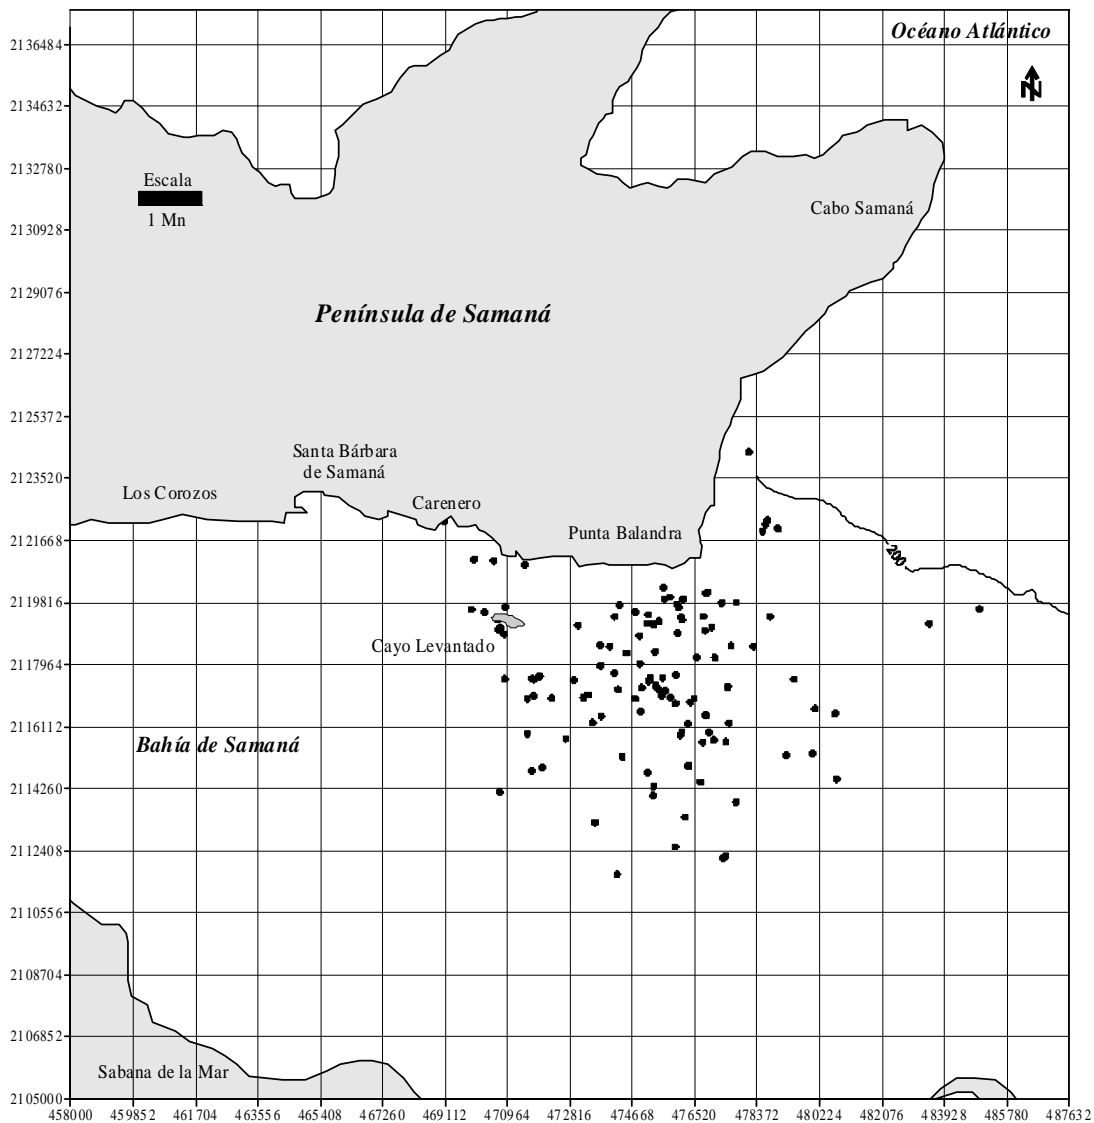 Océano Atlántico
N
Escala
1 Mn
Cabo Samaná
Península de Samaná
Santa Bárbara
de Samaná
Los Corozos
Carenero
Punta Balandra
200
Cayo Levantado
Bahía de Samaná
Sabana de la Mar
2136484
2134632
2132780
2130928
2129076
2127224
2125372
2123520
2121668
2119816
2117964
2116112
2114260
2112408
2110556
2108704
2106852
2105000
458000 459852 461704 463556 465408 467260 469112 470964 472816 474668 476520 478372 480224 482076 483928 485780 487632